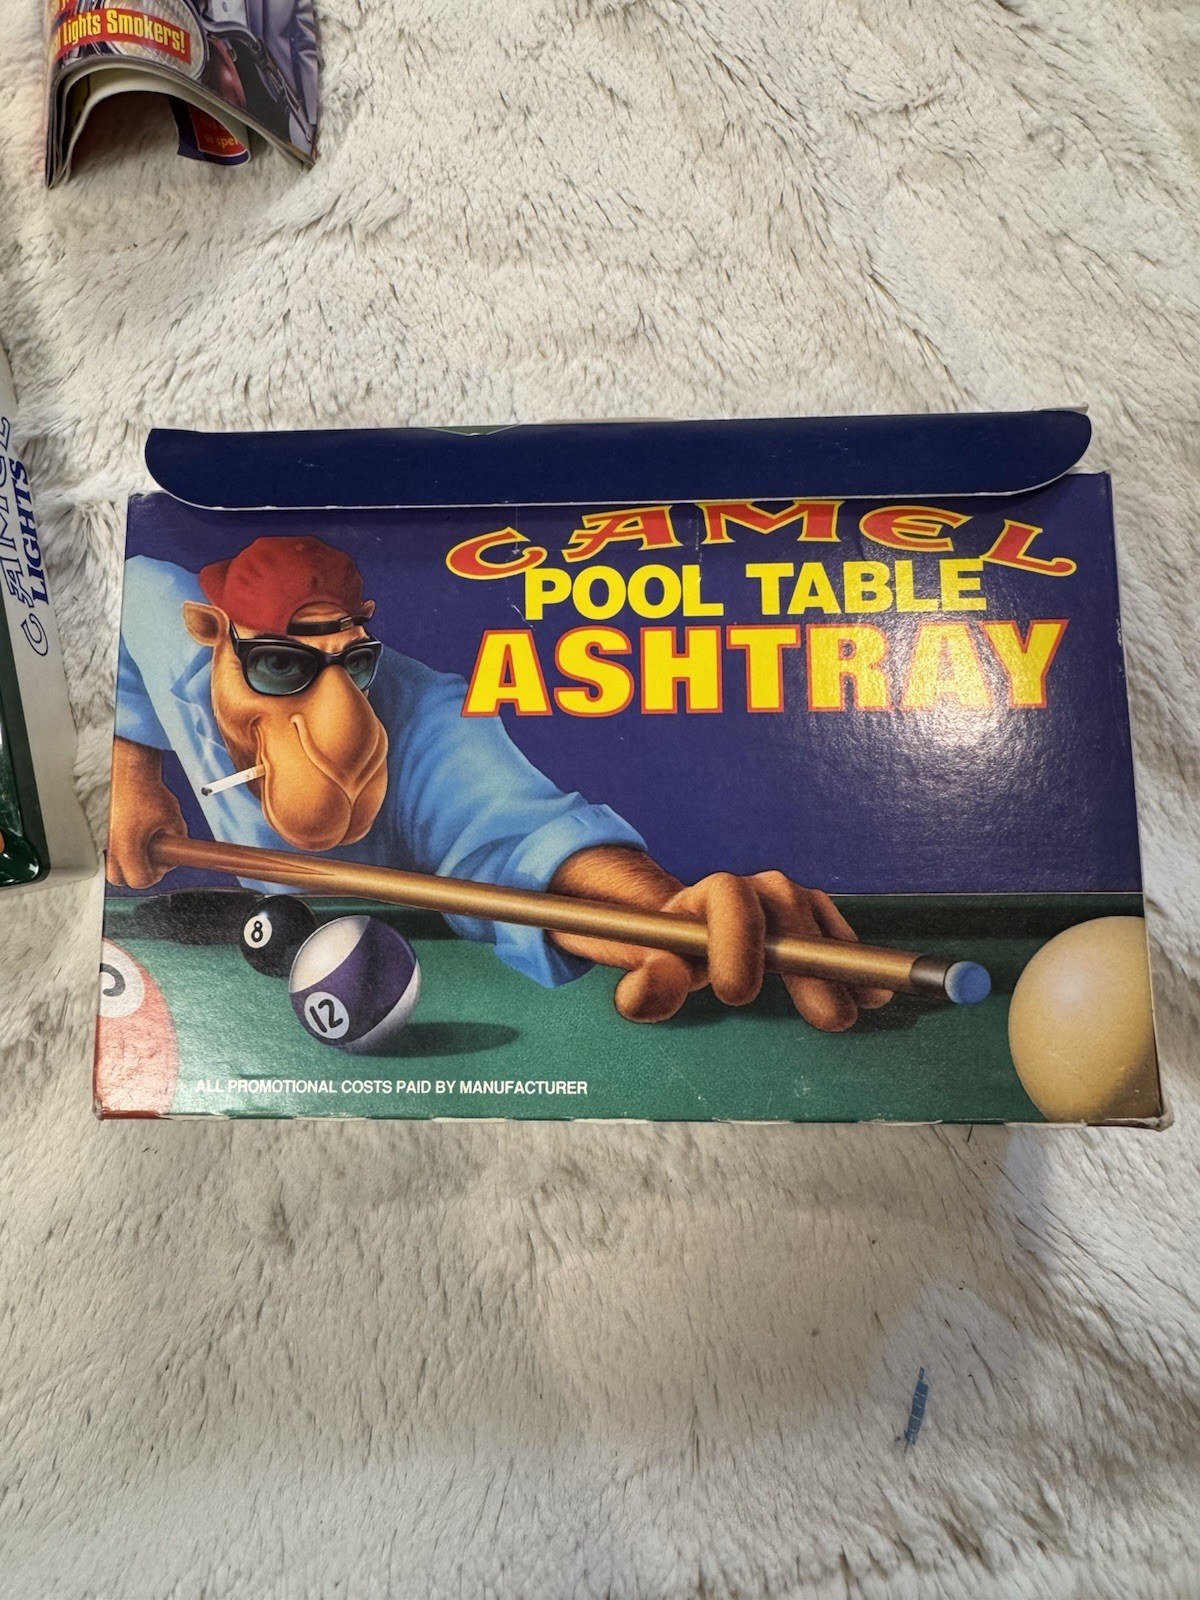 Lights Smokers!
CAMEL
LIGHTS
CAMEL
POOL TABLE
ASHTRAY
8
12
ALL PROMOTIONAL COSTS PAID BY MANUFACTURER